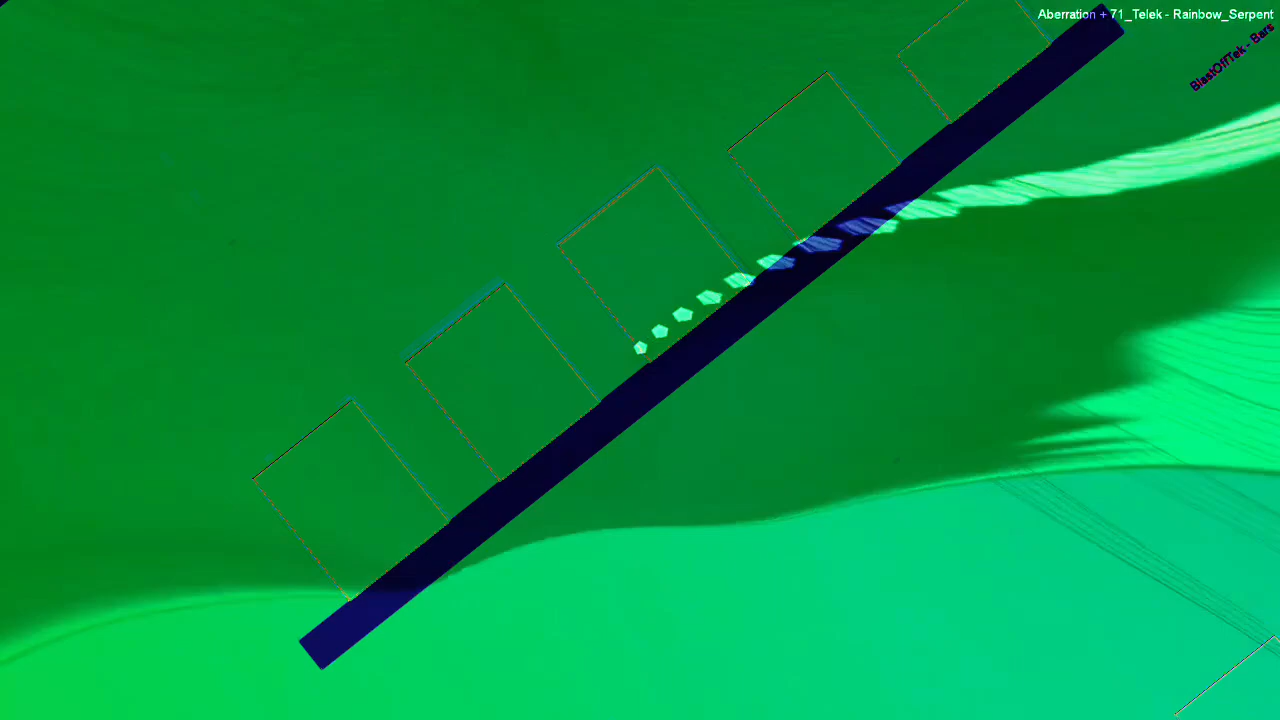 Aberration + 71_Telek - Rainbow_Serpent
BlastOffTek - Bars